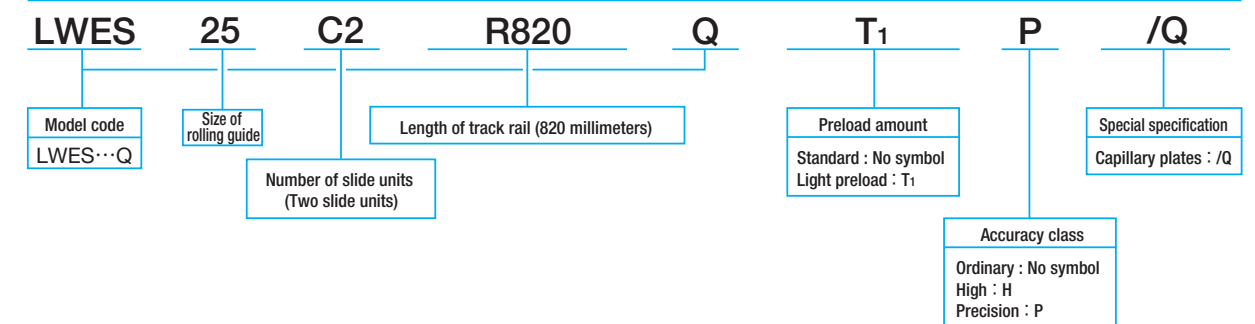 LWES 25 C2 R820 Q T1 P /Q
Model code
LWES…Q
Size of
rolling guide
Number of slide units
(Two slide units)
Length of track rail (820 millimeters)
Preload amount
Standard : No symbol
Light preload : T1
Accuracy class
Ordinary : No symbol
High : H
Precision : P
Special specification
Capillary plates : /Q